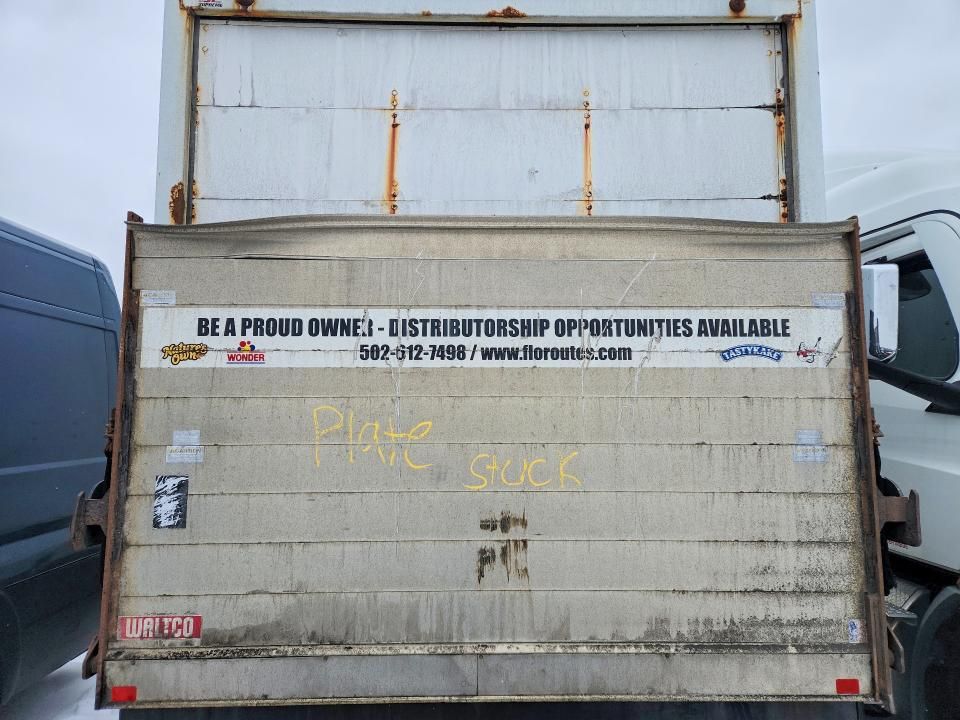 SUPREME
BE A PROUD OWNER - DISTRIBUTORSHIP OPPORTUNITIES AVAILABLE
502-612-7498 / www.floroutes.com
Nature's Own
WONDER
TASTYKAKE
Plate
Stuck
WALTCO